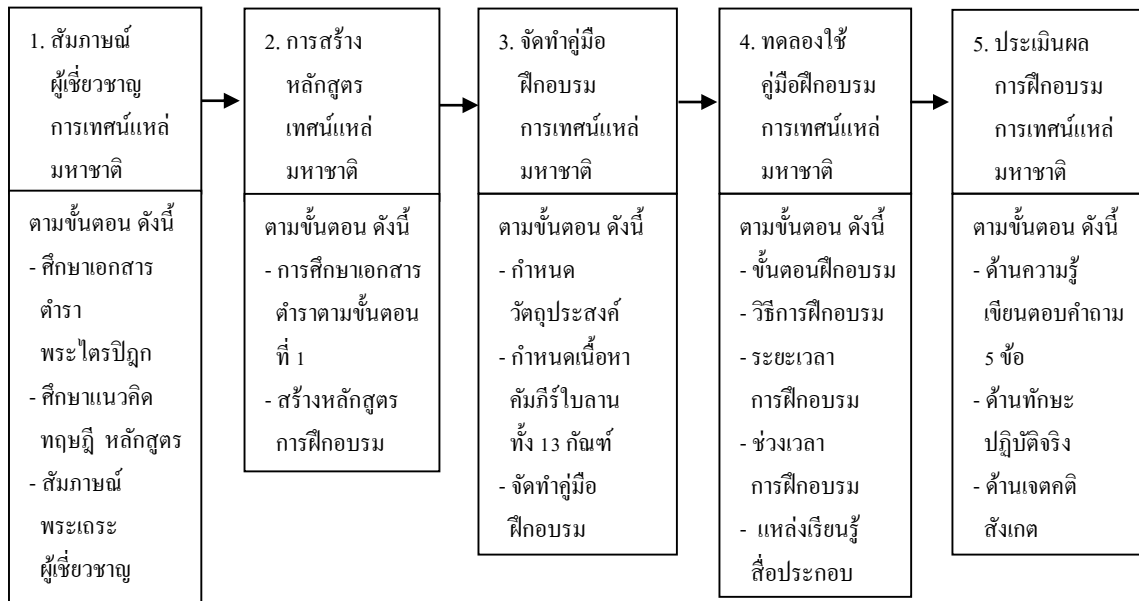 1. สัมภาษณ์
ผู้เชี่ยวชาญ
การเทศน์แหล่
มหาชาติ
ตามขั้นตอน ดังนี้
- ศึกษาเอกสาร
ตำรา
พระไตรปิฎก
- ศึกษาแนวคิด
ทฤษฎี หลักสูตร
- สัมภาษณ์
พระเถระ
ผู้เชี่ยวชาญ
2. การสร้าง
หลักสูตร
เทศน์แหล่
มหาชาติ
ตามขั้นตอน ดังนี้
- การศึกษาเอกสาร
ตำราตามขั้นตอน
ที่ 1
- สร้างหลักสูตร
การฝึกอบรม
3. จัดทำคู่มือ
ฝึกอบรม
การเทศน์แหล่
มหาชาติ
ตามขั้นตอน ดังนี้
- กำหนด
วัตถุประสงค์
- กำหนดเนื้อหา
คัมภีร์ใบลาน
ทั้ง 13 กัณฑ์
- จัดทำคู่มือ
ฝึกอบรม
4. ทดลองใช้
คู่มือฝึกอบรม
การเทศน์แหล่
มหาชาติ
ตามขั้นตอน ดังนี้
- ขั้นตอนฝึกอบรม
- วิธีการฝึกอบรม
- ระยะเวลา
การฝึกอบรม
- ช่วงเวลา
การฝึกอบรม
- แหล่งเรียนรู้
สื่อประกอบ
5. ประเมินผล
การฝึกอบรม
การเทศน์แหล่
มหาชาติ
ตามขั้นตอน ดังนี้
- ด้านความรู้
เขียนตอบคำถาม
5 ข้อ
- ด้านทักษะ
ปฏิบัติจริง
- ด้านเจตคติ
สังเกต